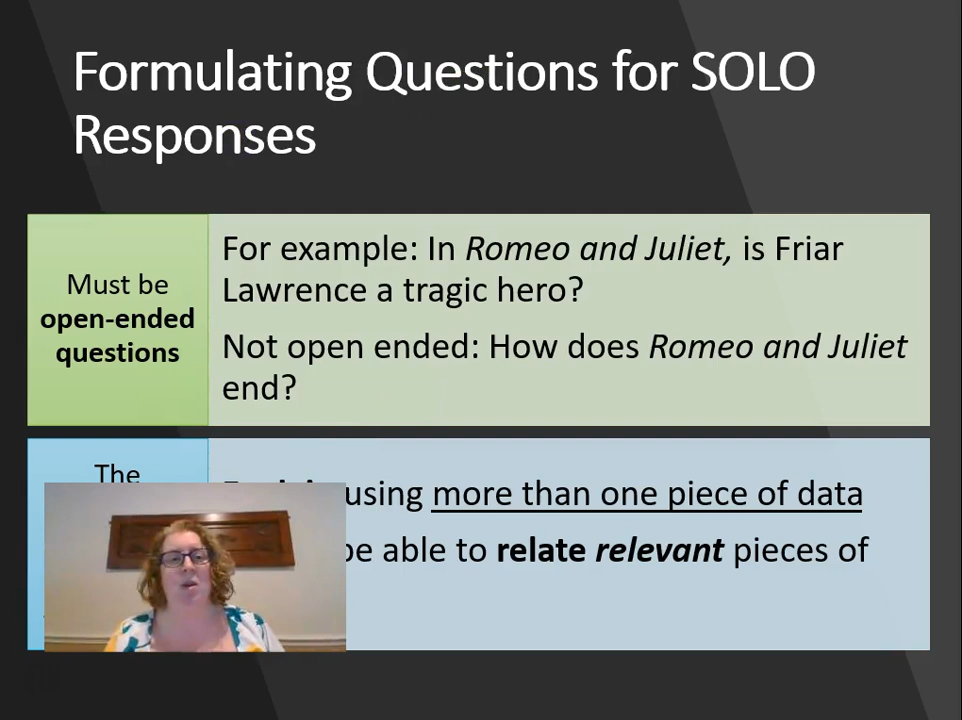 Formulating Questions for SOLO
Responses
Must be
open-ended
questions
For example: In Romeo and Juliet, is Friar
Lawrence a tragic hero?
Not open ended: How does Romeo and Juliet
end?
The
using more than one piece of data
be able to relate relevant pieces of